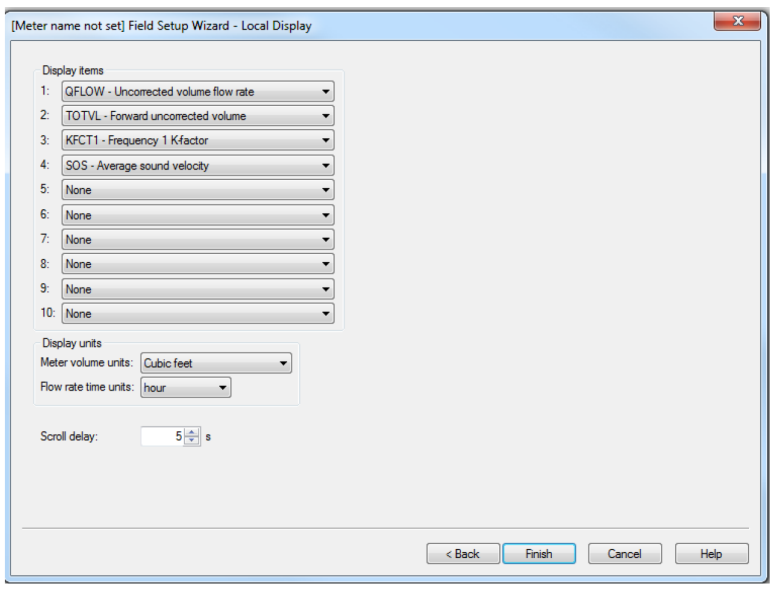 [Meter name not set] Field Setup Wizard - Local Display
Display items
1: QFLOW - Uncorrected volume flow rate
2: TOTVL - Forward uncorrected volume
3: KFCT1 - Frequency 1 K-factor
4: SOS - Average sound velocity
5: None
6: None
7: None
8: None
9: None
10: None
Display units
Meter volume units: Cubic feet
Flow rate time units: hour
Scroll delay: 5 s
< Back Finish Cancel Help